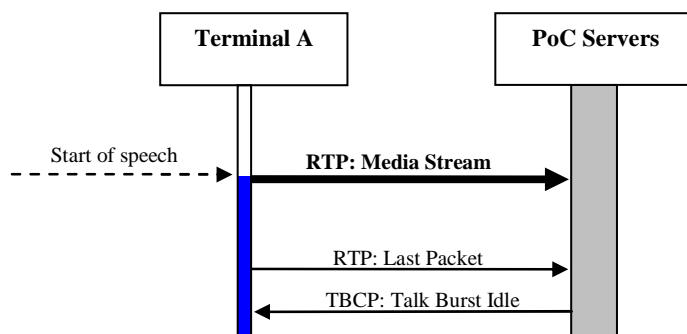 Terminal A
PoC Servers
Start of speech
RTP: Media Stream
RTP: Last Packet
TBCP: Talk Burst Idle